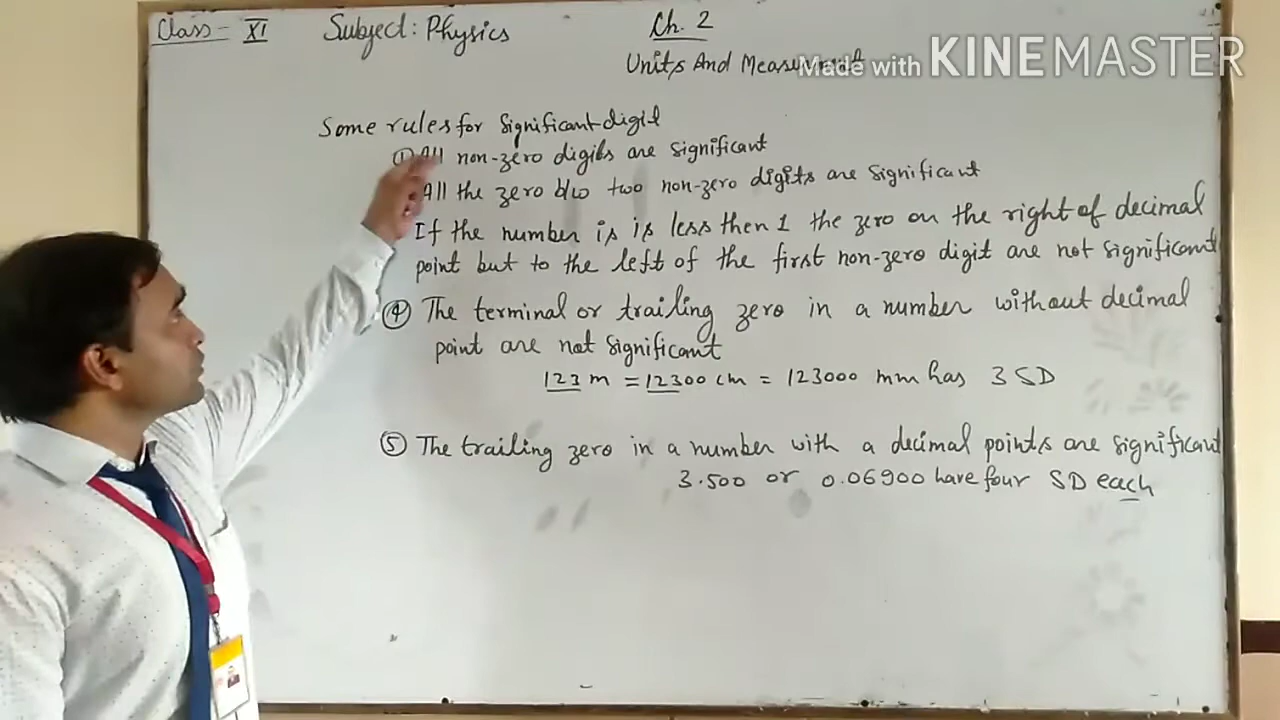 Class- XI Subject: Physics Ch. 2
Units And Measurement
Made with KINEMASTER
Some rules for Significant digit
① All non-zero digits are significant
All the zero b/w two non-zero digits are significant
If the number is is less then 1 the zero on the right of decimal
point but to the left of the first non-zero digit are not significant
④ The terminal or trailing zero in a number without decimal
point are not significant
123 m = 12300 cm = 123000 mm has 3 SD
⑤ The trailing zero in a number with a decimal points are significant
3.500 or 0.06900 have four SD each